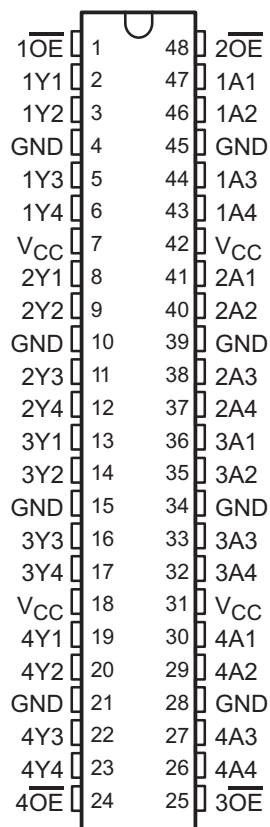 1O̅E̅ 1 48 2O̅E̅
1Y1 2 47 1A1
1Y2 3 46 1A2
GND 4 45 GND
1Y3 5 44 1A3
1Y4 6 43 1A4
VCC 7 42 VCC
2Y1 8 41 2A1
2Y2 9 40 2A2
GND 10 39 GND
2Y3 11 38 2A3
2Y4 12 37 2A4
3Y1 13 36 3A1
3Y2 14 35 3A2
GND 15 34 GND
3Y3 16 33 3A3
3Y4 17 32 3A4
VCC 18 31 VCC
4Y1 19 30 4A1
4Y2 20 29 4A2
GND 21 28 GND
4Y3 22 27 4A3
4Y4 23 26 4A4
4O̅E̅ 24 25 3O̅E̅